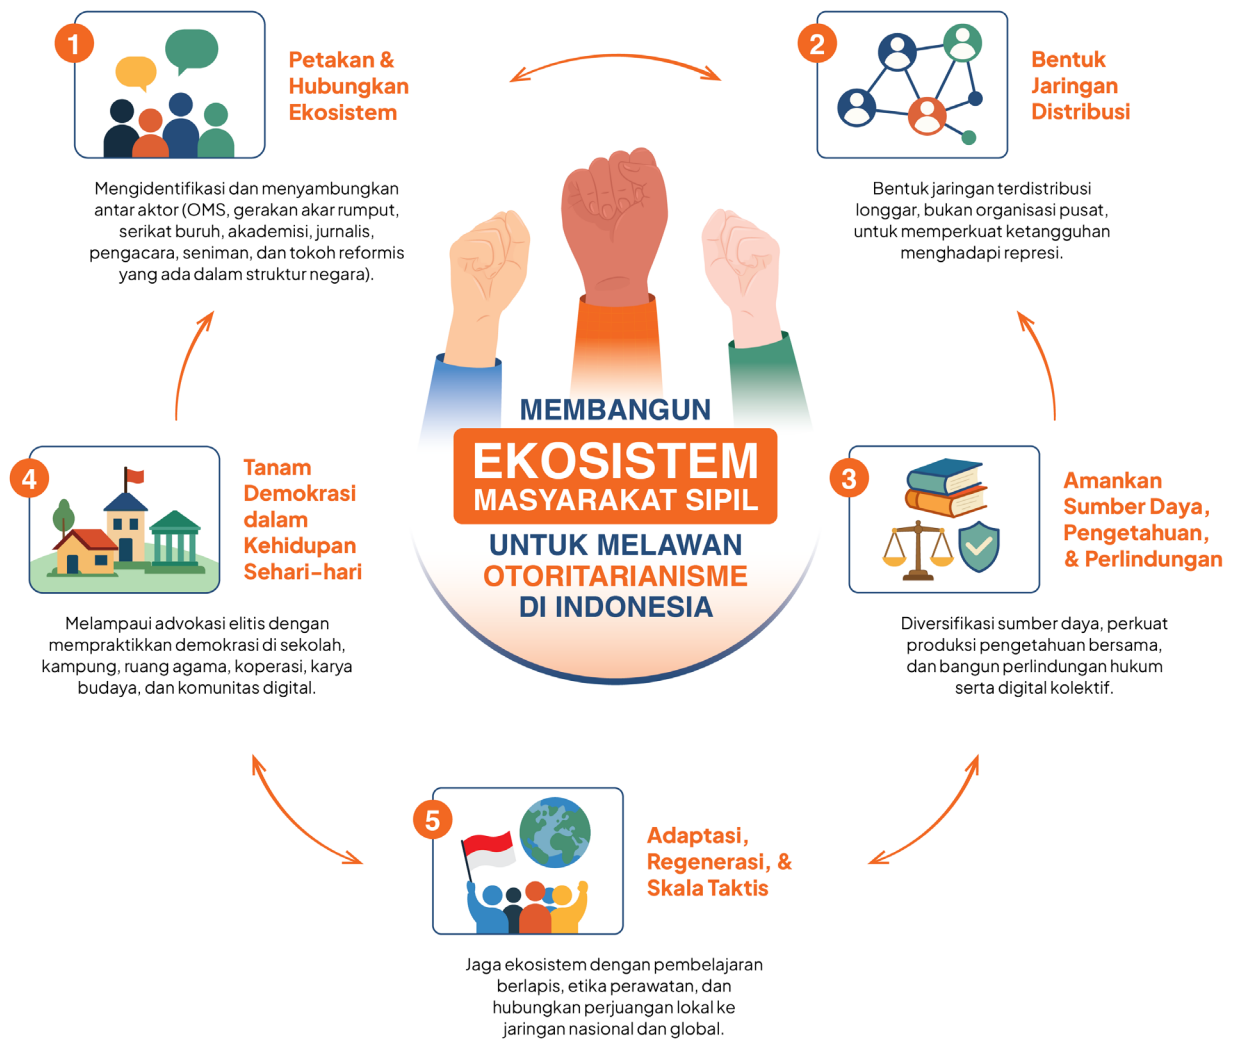 1
Petakan &
Hubungkan
Ekosistem
Mengidentifikasi dan menyambungkan
antar aktor (OMS, gerakan akar rumput,
serikat buruh, akademisi, jurnalis,
pengacara, seniman, dan tokoh reformis
yang ada dalam struktur negara).
2
Bentuk
Jaringan
Distribusi
Bentuk jaringan terdistribusi
longgar, bukan organisasi pusat,
untuk memperkuat ketangguhan
menghadapi represi.
MEMBANGUN
EKOSISTEM
MASYARAKAT SIPIL
UNTUK MELAWAN
OTORITARIANISME
DI INDONESIA
3
Amankan
Sumber Daya,
Pengetahuan,
& Perlindungan
Diversifikasi sumber daya, perkuat
produksi pengetahuan bersama,
dan bangun perlindungan hukum
serta digital kolektif.
4
Tanam
Demokrasi
dalam
Kehidupan
Sehari-hari
Melampaui advokasi elitis dengan
mempraktikkan demokrasi di sekolah,
kampung, ruang agama, koperasi, karya
budaya, dan komunitas digital.
5
Adaptasi,
Regenerasi, &
Skala Taktis
Jaga ekosistem dengan pembelajaran
berlapis, etika perawatan, dan
hubungkan perjuangan lokal ke
jaringan nasional dan global.